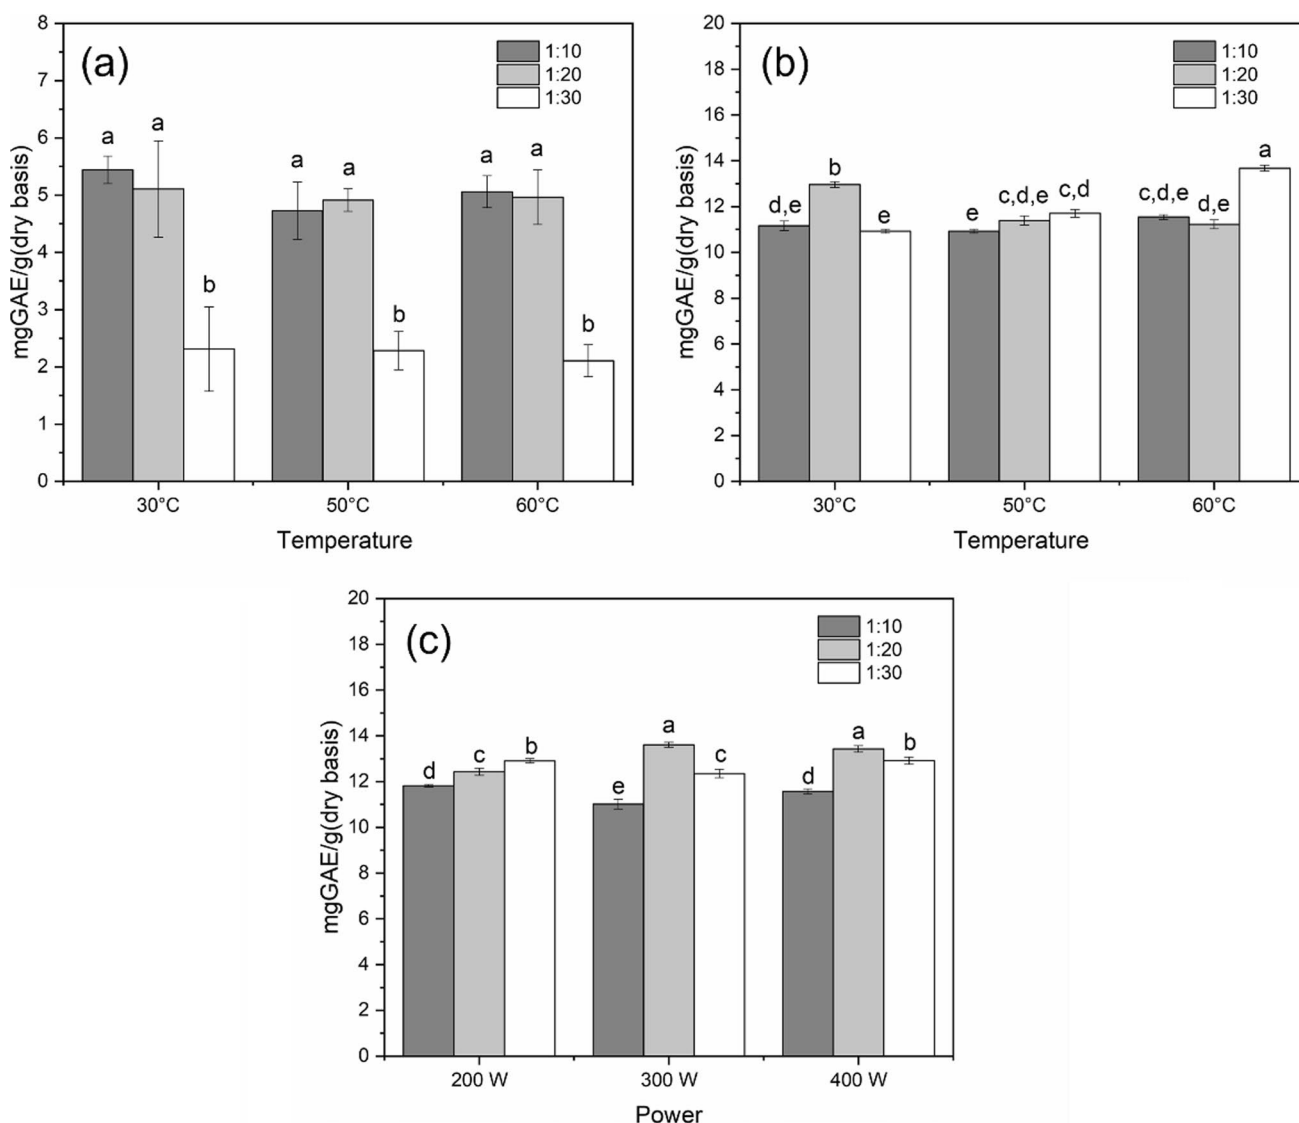 (a)
1:10
1:20
1:30
mgGAE/g(dry basis)
8
7
6
5
4
3
2
1
0
a
a
b
a
a
b
a
a
b
30°C
50°C
60°C
Temperature
(b)
1:10
1:20
1:30
mgGAE/g(dry basis)
20
18
16
14
12
10
8
6
4
2
0
d,e
b
e
e
c,d,e
c,d
c,d,e
d,e
a
30°C
50°C
60°C
Temperature
(c)
1:10
1:20
1:30
mgGAE/g(dry basis)
20
18
16
14
12
10
8
6
4
2
0
d
c
b
e
a
c
d
a
b
200 W
300 W
400 W
Power